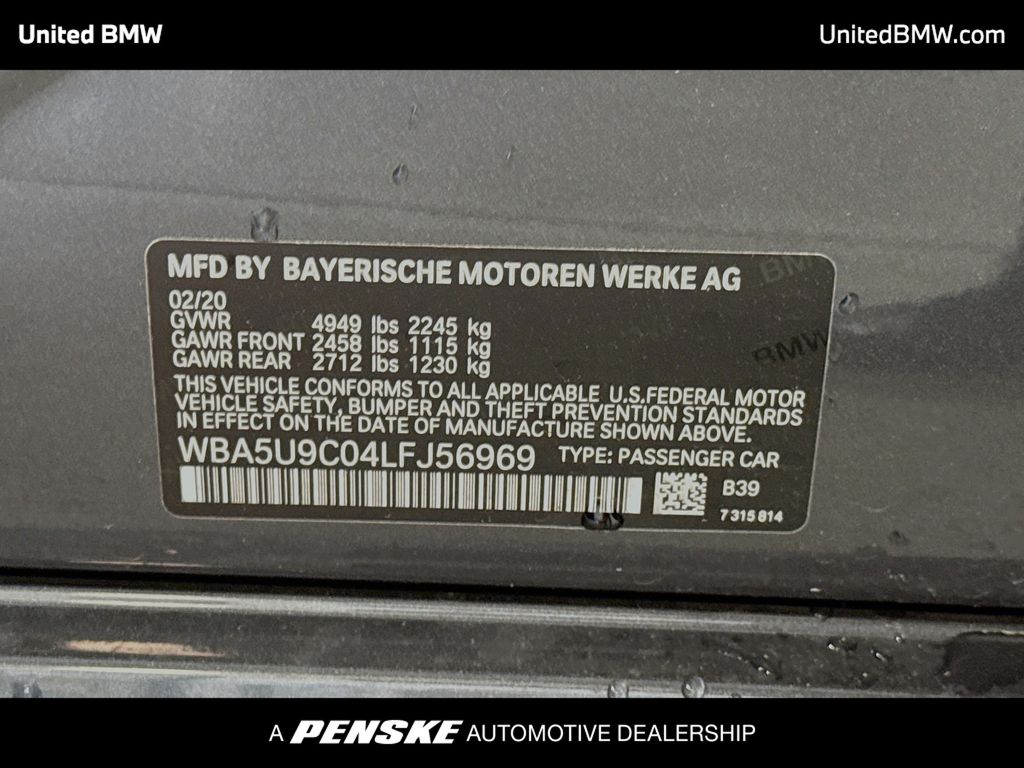 United BMW
UnitedBMW.com
MFD BY BAYERISCHE MOTOREN WERKE AG
02/20
GVWR 4949 lbs 2245 kg
GAWR FRONT 2458 lbs 1115 kg
GAWR REAR 2712 lbs 1230 kg
THIS VEHICLE CONFORMS TO ALL APPLICABLE U.S.FEDERAL MOTOR
VEHICLE SAFETY, BUMPER AND THEFT PREVENTION STANDARDS
IN EFFECT ON THE DATE OF MANUFACTURE SHOWN ABOVE.
WBA5U9C04LFJ56969 TYPE: PASSENGER CAR
B39
7315814
BMW
BMW
A PENSKE AUTOMOTIVE DEALERSHIP